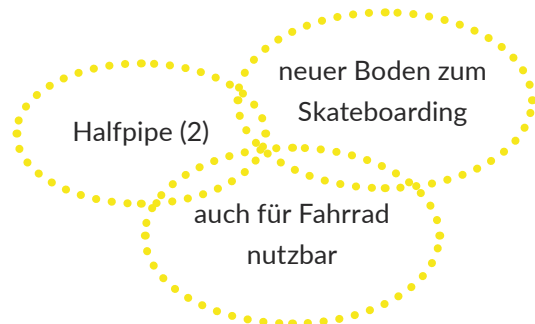 neuer Boden zum
Skateboarding
Halfpipe (2)
auch für Fahrrad
nutzbar